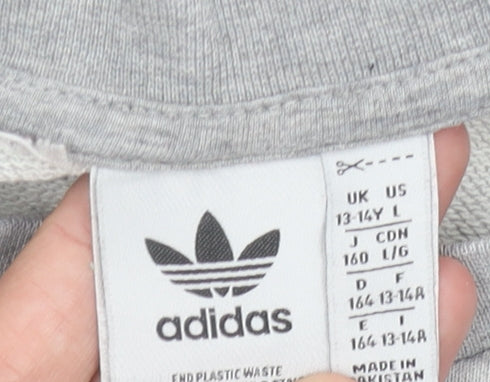 adidas
END PLASTIC WASTE
UK US
13-14Y L
J CDN
160 L/G
D F
164 13-14A
E I
164 13-14A
MADE IN
PAKISTAN